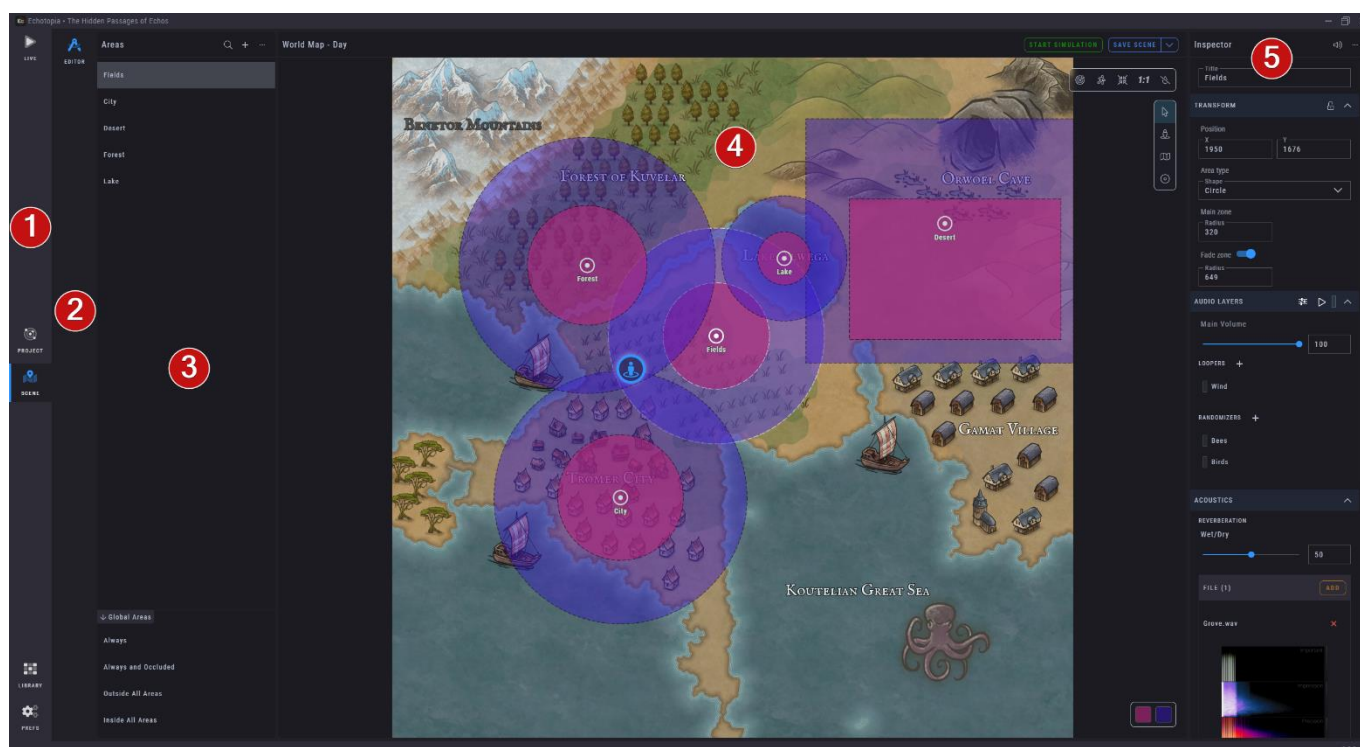 Echotopia • The Hidden Passages of Echos
LIVE
EDITOR
Areas
World Map - Day
START SIMULATION
SAVE SCENE
Inspector
Fields
City
Desert
Forest
Lake
1
2
3
4
5
PROJECT
SCENE
Global Areas
Always
Always and Occluded
Outside All Areas
Inside All Areas
LIBRARY
PREFS
1:1
Benktor Mountains
Forest of Kuvelar
Orwoel Cave
Forest
Lake
Desert
Fields
Tromer City
City
Gamat Village
Koutelian Great Sea
Title
Fields
TRANSFORM
Position
X
1950
Y
1676
Area type
Shape
Circle
Main zone
Radius
320
Fade zone
Radius
649
AUDIO LAYERS
Main Volume
100
LOOPERS
Wind
RANDOMIZERS
Bees
Birds
ACOUSTICS
REVERBERATION
Wet/Dry
50
FILE (1)
ADD
Grove.wav